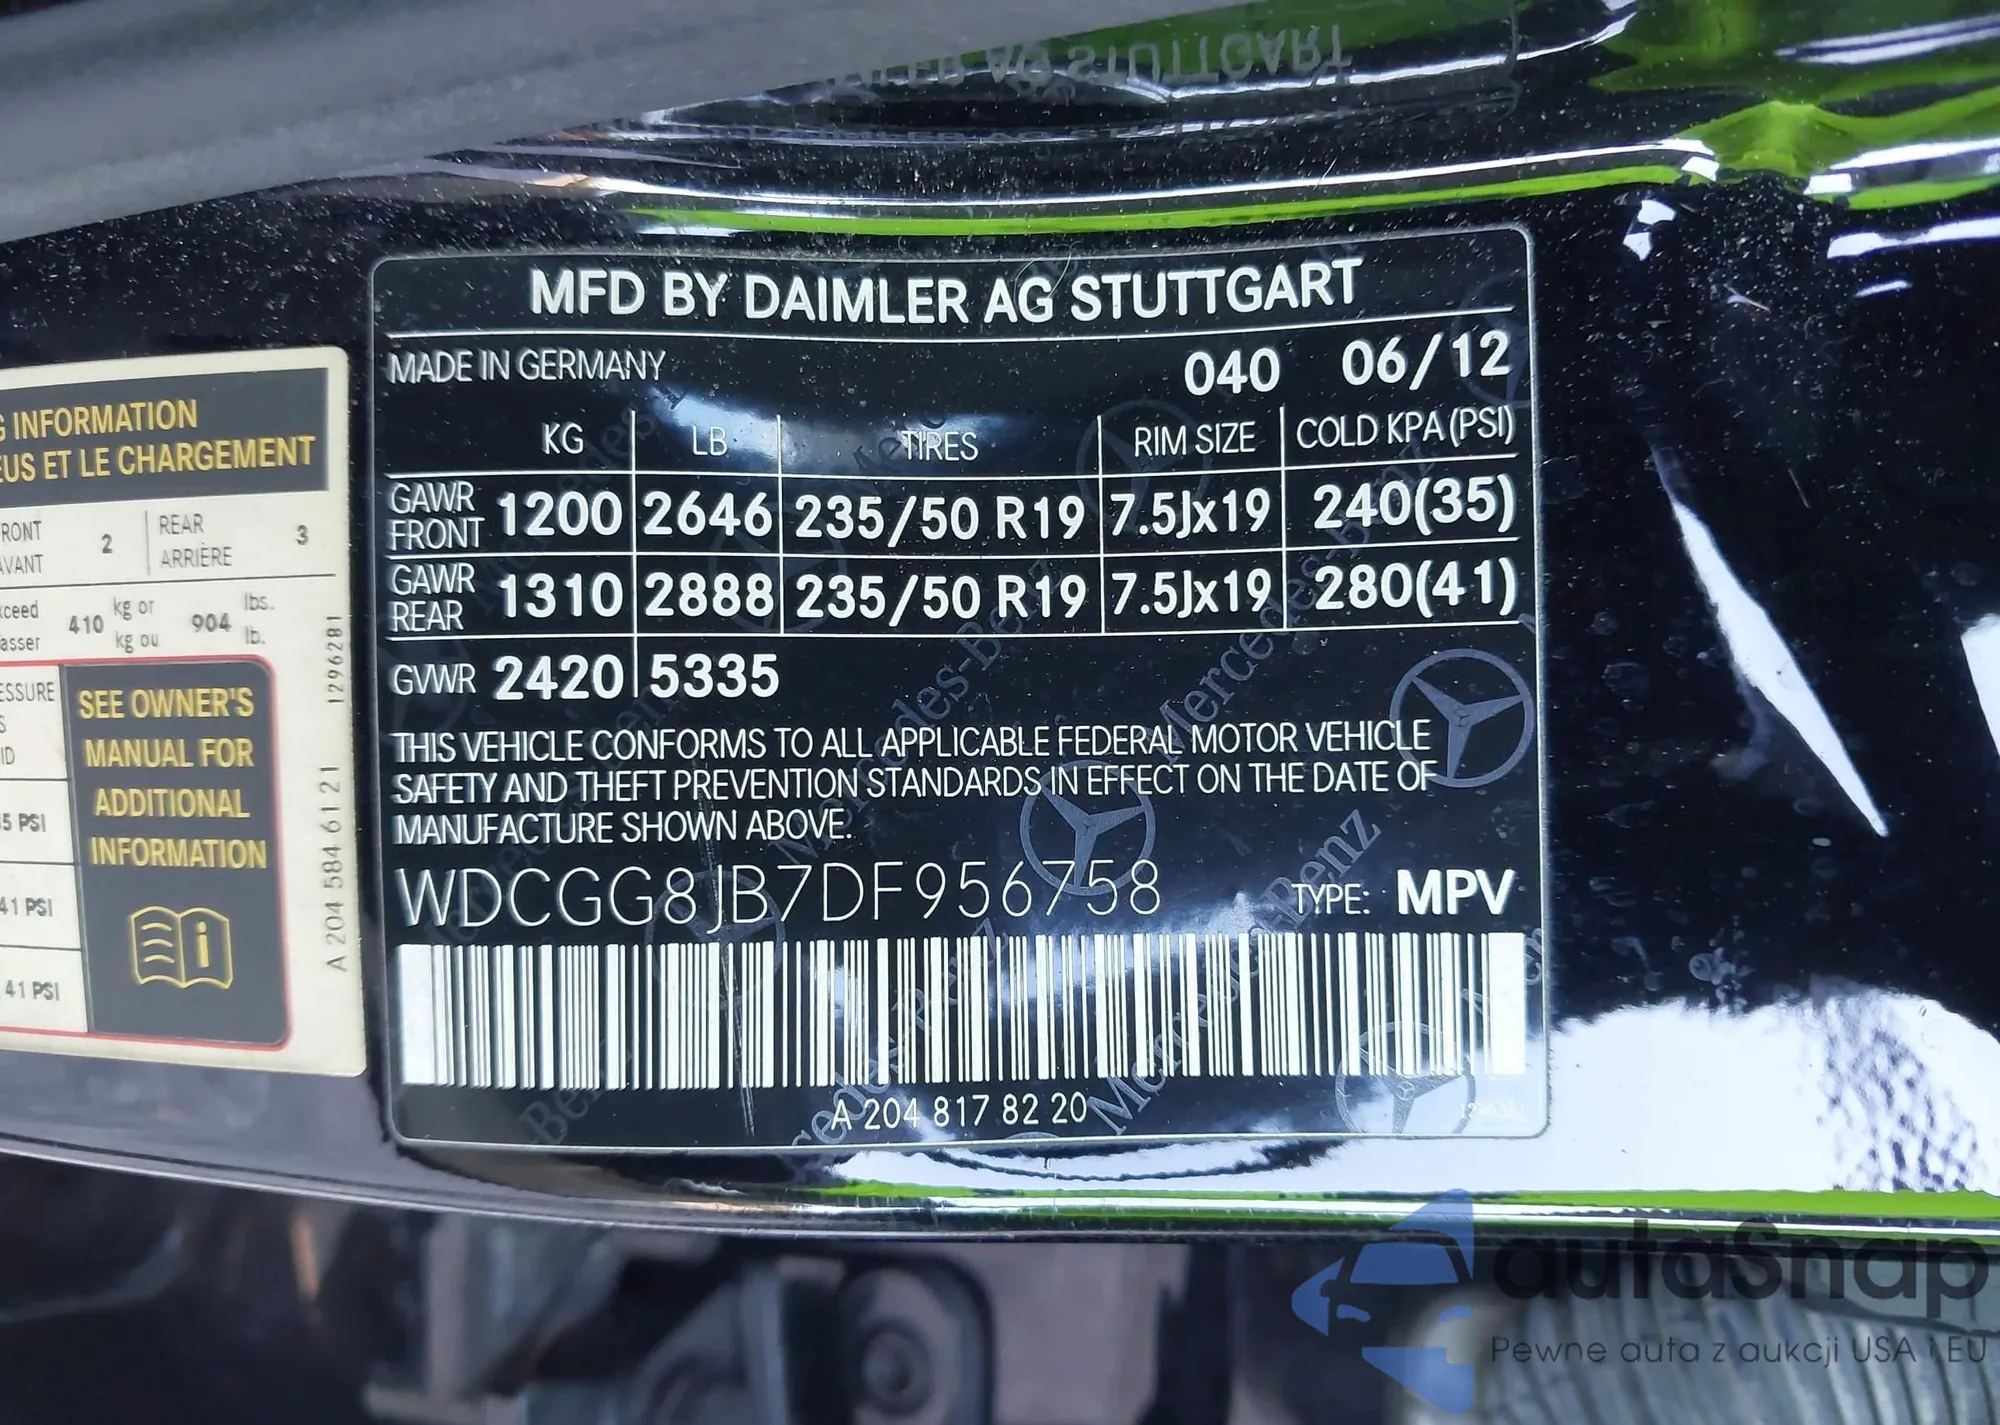 MFD BY DAIMLER AG STUTTGART
MADE IN GERMANY 040 06/12
KG LB TIRES RIM SIZE COLD KPA (PSI)
GAWR FRONT 1200 2646 235/50 R19 7.5Jx19 240(35)
GAWR REAR 1310 2888 235/50 R19 7.5Jx19 280(41)
GVWR 2420 5335
THIS VEHICLE CONFORMS TO ALL APPLICABLE FEDERAL MOTOR VEHICLE
SAFETY AND THEFT PREVENTION STANDARDS IN EFFECT ON THE DATE OF
MANUFACTURE SHOWN ABOVE.
WDCGG8JB7DF956758 TYPE: MPV
A 204 817 82 20
INFORMATION
ET LE CHARGEMENT
2 REAR 3
ARRIÈRE
410 kg or 904 lbs.
kg ou lb.
SEE OWNER'S
MANUAL FOR
ADDITIONAL
INFORMATION
PSI
41 PSI
41 PSI
A 204 584 61 21 1296281
autoSnap
Pewne auta z aukcji USA i EU